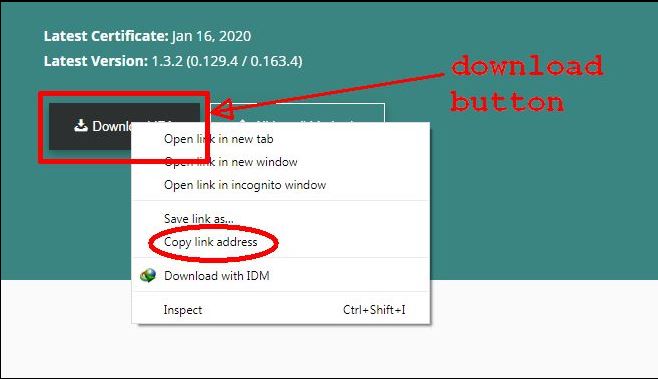 Latest Certificate: Jan 16, 2020
Latest Version: 1.3.2 (0.129.4 / 0.163.4)
download
button
Open link in new tab
Open link in new window
Open link in incognito window
Save link as...
Copy link address
Download with IDM
Inspect Ctrl+Shift+I